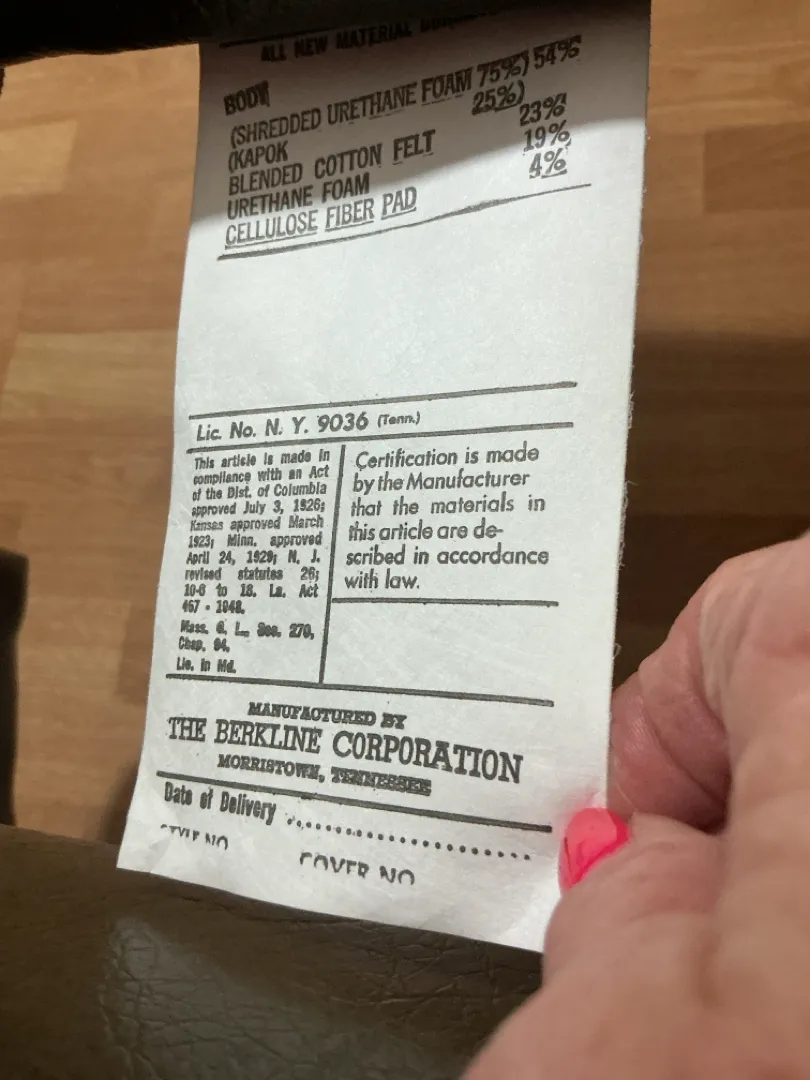 ALL NEW MATERIAL
BODY
(SHREDDED URETHANE FOAM 75%) 54%
(KAPOK 25%)
BLENDED COTTON FELT 23%
URETHANE FOAM 19%
CELLULOSE FIBER PAD 4%
Lic. No. N. Y. 9036 (Tenn.)
This article is made in
compliance with an Act
of the Dist. of Columbia
approved July 3, 1926;
Kansas approved March
1923; Minn. approved
April 24, 1929; N. J.
revised statutes 26;
10-6 to 18. La. Act
467 - 1948.
Mass. G. L. Sec. 270,
Chap. 94.
Lic. in Md.
Certification is made
by the Manufacturer
that the materials in
this article are de-
scribed in accordance
with law.
MANUFACTURED BY
THE BERKLINE CORPORATION
MORRISTOWN, TENNESSEE
Date of Delivery ..............................
STYLE NO COVER NO